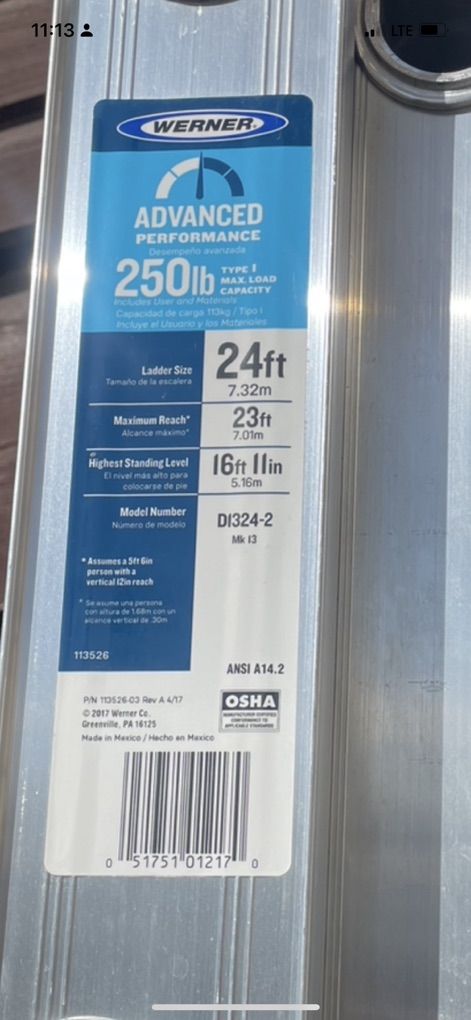 11:13
LTE
WERNER
ADVANCED
PERFORMANCE
Desempeño avanzada
250lb TYPE I
MAX. LOAD
CAPACITY
Includes User and Materials
Capacidad de carga 113kg / Tipo I
Incluye el Usuario y los Materiales
Ladder Size
Tamaño de la escalera
24ft
7.32m
Maximum Reach*
Alcance máximo*
23ft
7.01m
Highest Standing Level
El nivel más alto para
colocarse de pie
16ft 11in
5.16m
Model Number
Número de modelo
D1324-2
Mk 13
* Assumes a 5ft 6in
person with a
vertical 12in reach
* Se asume una persona
con altura de 1.68m con un
alcance vertical de .30m
113526
ANSI A14.2
P/N 113526-03 Rev A 4/17
© 2017 Werner Co.
Greenville, PA 16125
Made in Mexico / Hecho en Mexico
OSHA
MANUFACTURER CERTIFIED
CONFORMANCE TO
APPLICABLE STANDARDS
0 51751 01217 0